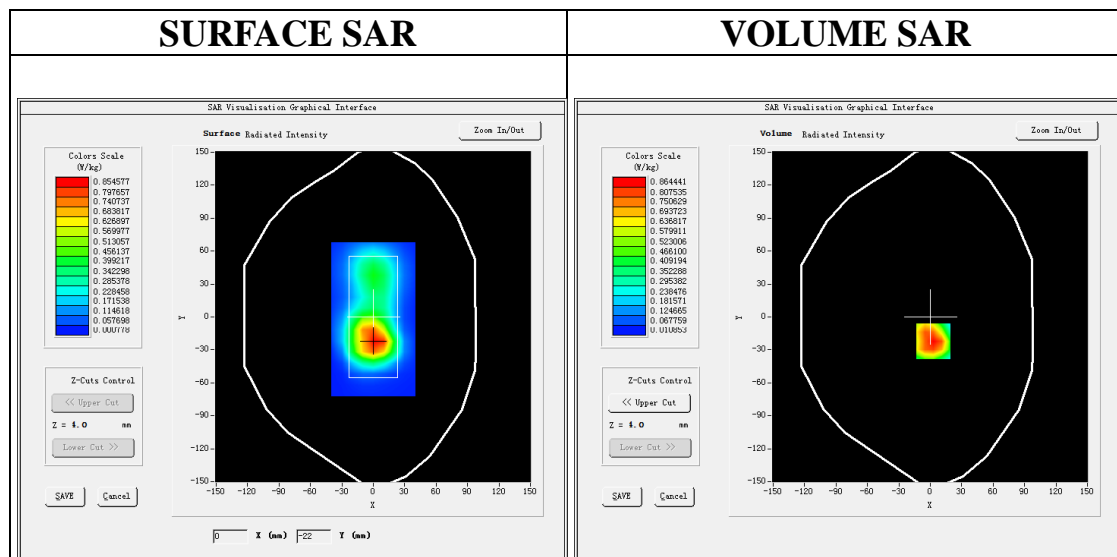 SURFACE SAR
VOLUME SAR
SAR Visualisation Graphical Interface
Surface Radiated Intensity
Zoom In/Out
Colors Scale
(W/kg)
0.854577
0.797657
0.740737
0.683817
0.626897
0.569977
0.513057
0.456137
0.399217
0.342298
0.285378
0.228458
0.171538
0.114618
0.057698
0.000778
150
120
90
60
30
0
-30
-60
-90
-120
-150
Y
-150 -120 -90 -60 -30 0 30 60 90 120 150
X
Z-Cuts Control
<< Upper Cut
Z = 4.0 mm
Lower Cut >>
SAVE Cancel
0 X (mm) -22 Y (mm)
SAR Visualisation Graphical Interface
Volume Radiated Intensity
Zoom In/Out
Colors Scale
(W/kg)
0.864441
0.807535
0.750629
0.693723
0.636817
0.579911
0.523006
0.466100
0.409194
0.352288
0.295382
0.238476
0.181571
0.124665
0.067759
0.010853
150
120
90
60
30
0
-30
-60
-90
-120
-150
Y
-150 -120 -90 -60 -30 0 30 60 90 120 150
X
Z-Cuts Control
<< Upper Cut
Z = 4.0 mm
Lower Cut >>
SAVE Cancel